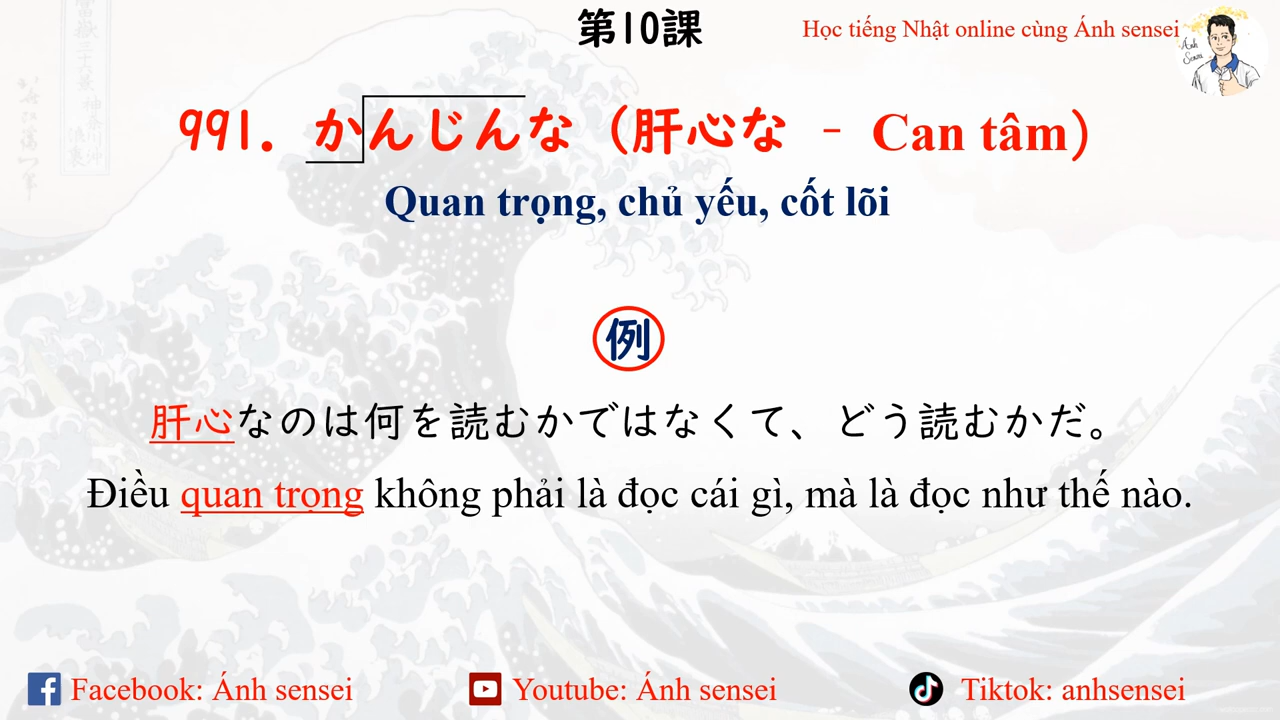 第10課
Học tiếng Nhật online cùng Ánh sensei
Ánh Sensei
991. かんじんな（肝心な - Can tâm）
Quan trọng, chủ yếu, cốt lõi
例
肝心なのは何を読むかではなくて、どう読むかだ。
Điều quan trọng không phải là đọc cái gì, mà là đọc như thế nào.
Facebook: Ánh sensei
Youtube: Ánh sensei
Tiktok: anhsensei